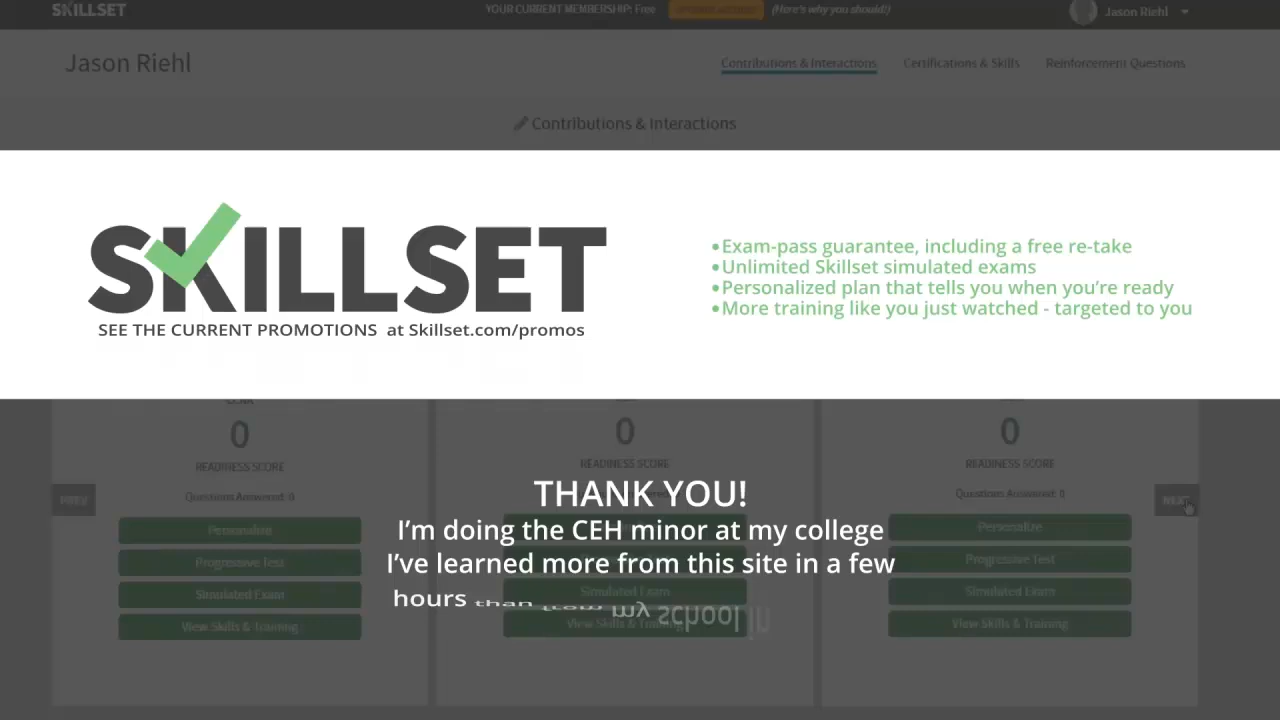 SKILLSET
YOUR CURRENT MEMBERSHIP: Free
(Here's why you should!)
Jason Riehl
Jason Riehl
Contributions & Interactions
Certifications & Skills
Reinforcement Questions
Contributions & Interactions
SKILLSET
SEE THE CURRENT PROMOTIONS at Skillset.com/promos
•Exam-pass guarantee, including a free re-take
•Unlimited Skillset simulated exams
•Personalized plan that tells you when you're ready
•More training like you just watched - targeted to you
0
READINESS SCORE
Questions Answered: 0
Personalize
Progressive Test
Simulated Exam
View Skills & Training
0
READINESS SCORE
Simulated Exam
View Skills & Training
0
READINESS SCORE
Questions Answered: 0
Personalize
Progressive Test
Simulated Exam
View Skills & Training
PREV
NEXT
THANK YOU!
I'm doing the CEH minor at my college
I've learned more from this site in a few
hours than from my school in